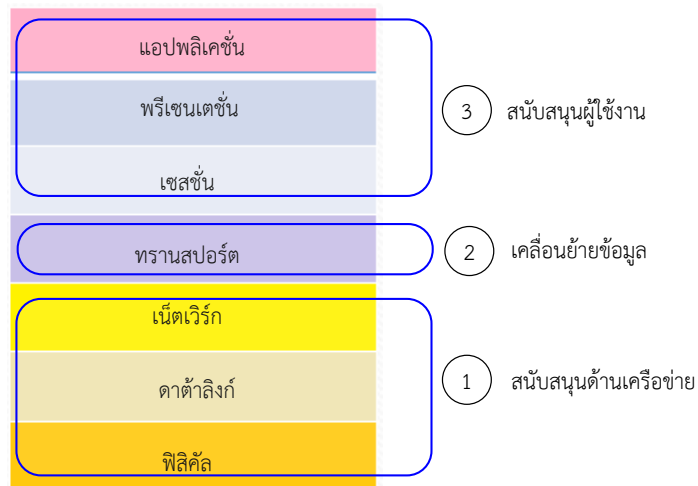 แอปพลิเคชั่น
พรีเซนเตชั่น
3 สนับสนุนผู้ใช้งาน
เซสชั่น
ทรานสปอร์ต
2 เคลื่อนย้ายข้อมูล
เน็ตเวิร์ก
ดาต้าลิงก์
1 สนับสนุนด้านเครือข่าย
ฟิสิคัล